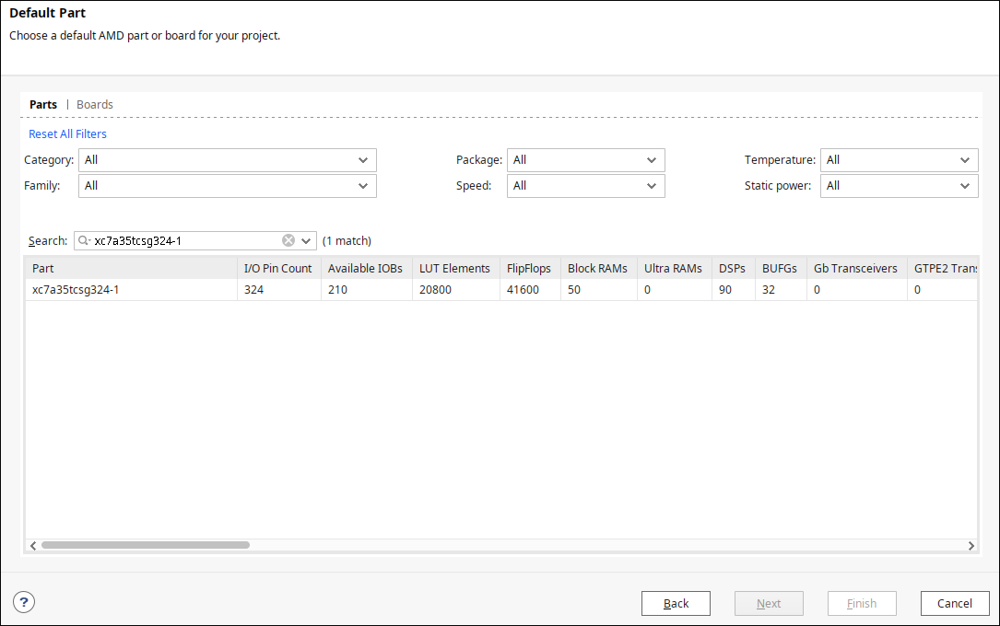 Default Part
Choose a default AMD part or board for your project.
Parts | Boards
Reset All Filters
Category: All Package: All Temperature: All
Family: All Speed: All Static power: All
Search: xc7a35tcsg324-1 (1 match)
Part I/O Pin Count Available IOBs LUT Elements FlipFlops Block RAMs Ultra RAMs DSPs BUFGs Gb Transceivers GTPE2 Trans
xc7a35tcsg324-1 324 210 20800 41600 50 0 90 32 0 0
? Back Next Finish Cancel